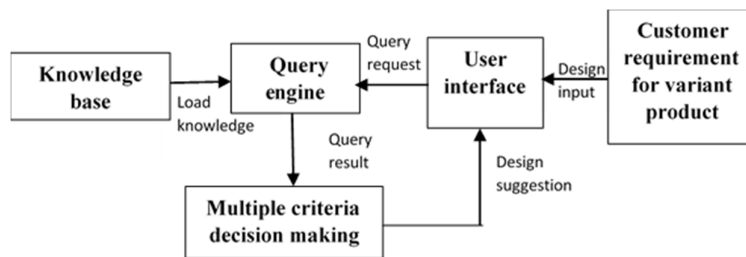 Knowledge
base
Load
knowledge
Query
engine
Query
request
User
interface
Design
input
Customer
requirement
for variant
product
Query
result
Design
suggestion
Multiple criteria
decision making